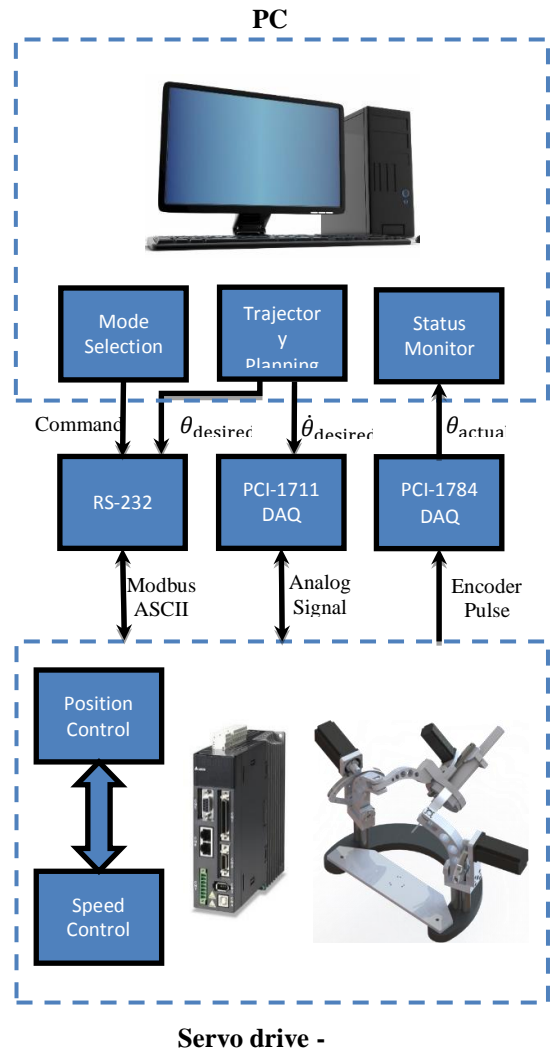 PC
Mode
Selection
Trajector
y
Planning
Status
Monitor
Command
θdesired
θ̇desired
θactual
RS-232
PCI-1711
DAQ
PCI-1784
DAQ
Modbus
ASCII
Analog
Signal
Encoder
Pulse
Position
Control
Speed
Control
Servo drive -